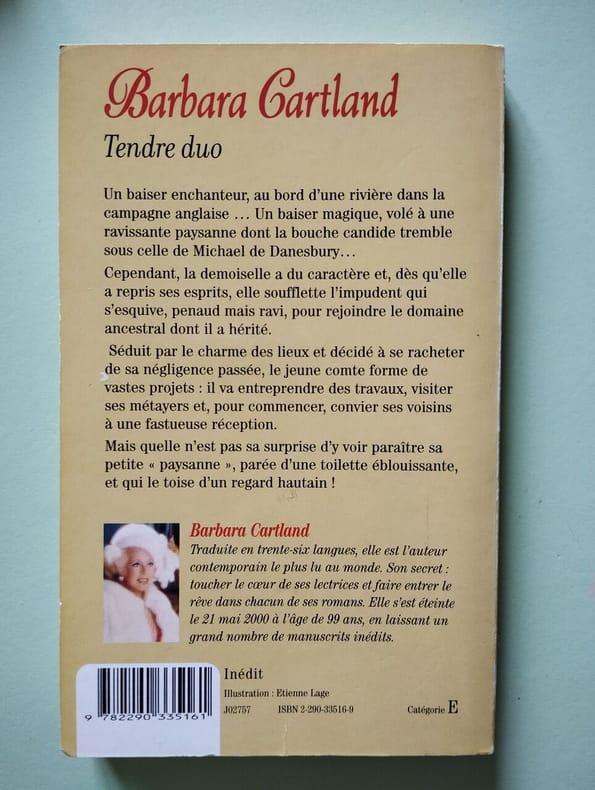 Barbara Cartland
Tendre duo
Un baiser enchanteur, au bord d'une rivière dans la
campagne anglaise … Un baiser magique, volé à une
ravissante paysanne dont la bouche candide tremble
sous celle de Michael de Danesbury…
Cependant, la demoiselle a du caractère et, dès qu'elle
a repris ses esprits, elle soufflette l'impudent qui
s'esquive, penaud mais ravi, pour rejoindre le domaine
ancestral dont il a hérité.
Séduit par le charme des lieux et décidé à se racheter
de sa négligence passée, le jeune comte forme de
vastes projets : il va entreprendre des travaux, visiter
ses métayers et, pour commencer, convier ses voisins
à une fastueuse réception.
Mais quelle n'est pas sa surprise d'y voir paraître sa
petite « paysanne », parée d'une toilette éblouissante,
et qui le toise d'un regard hautain !
Barbara Cartland
Traduite en trente-six langues, elle est l'auteur
contemporain le plus lu au monde. Son secret :
toucher le cœur de ses lectrices et faire entrer le
rêve dans chacun de ses romans. Elle s'est éteinte
le 21 mai 2000 à l'âge de 99 ans, en laissant un
grand nombre de manuscrits inédits.
Inédit
Illustration : Etienne Lage
J02757 ISBN 2-290-33516-9 Catégorie E
9 782290 335161